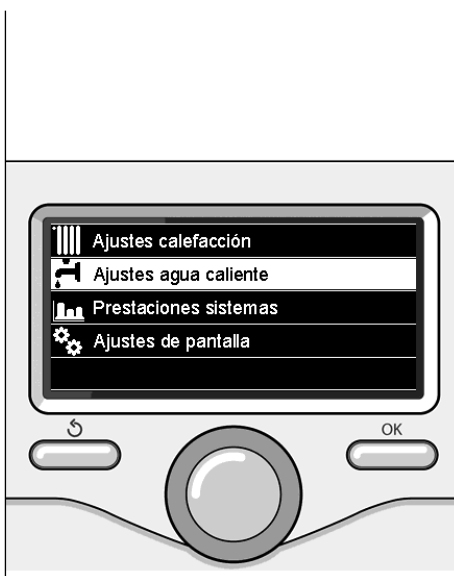 Ajustes calefacción
Ajustes agua caliente
Prestaciones sistemas
Ajustes de pantalla
OK